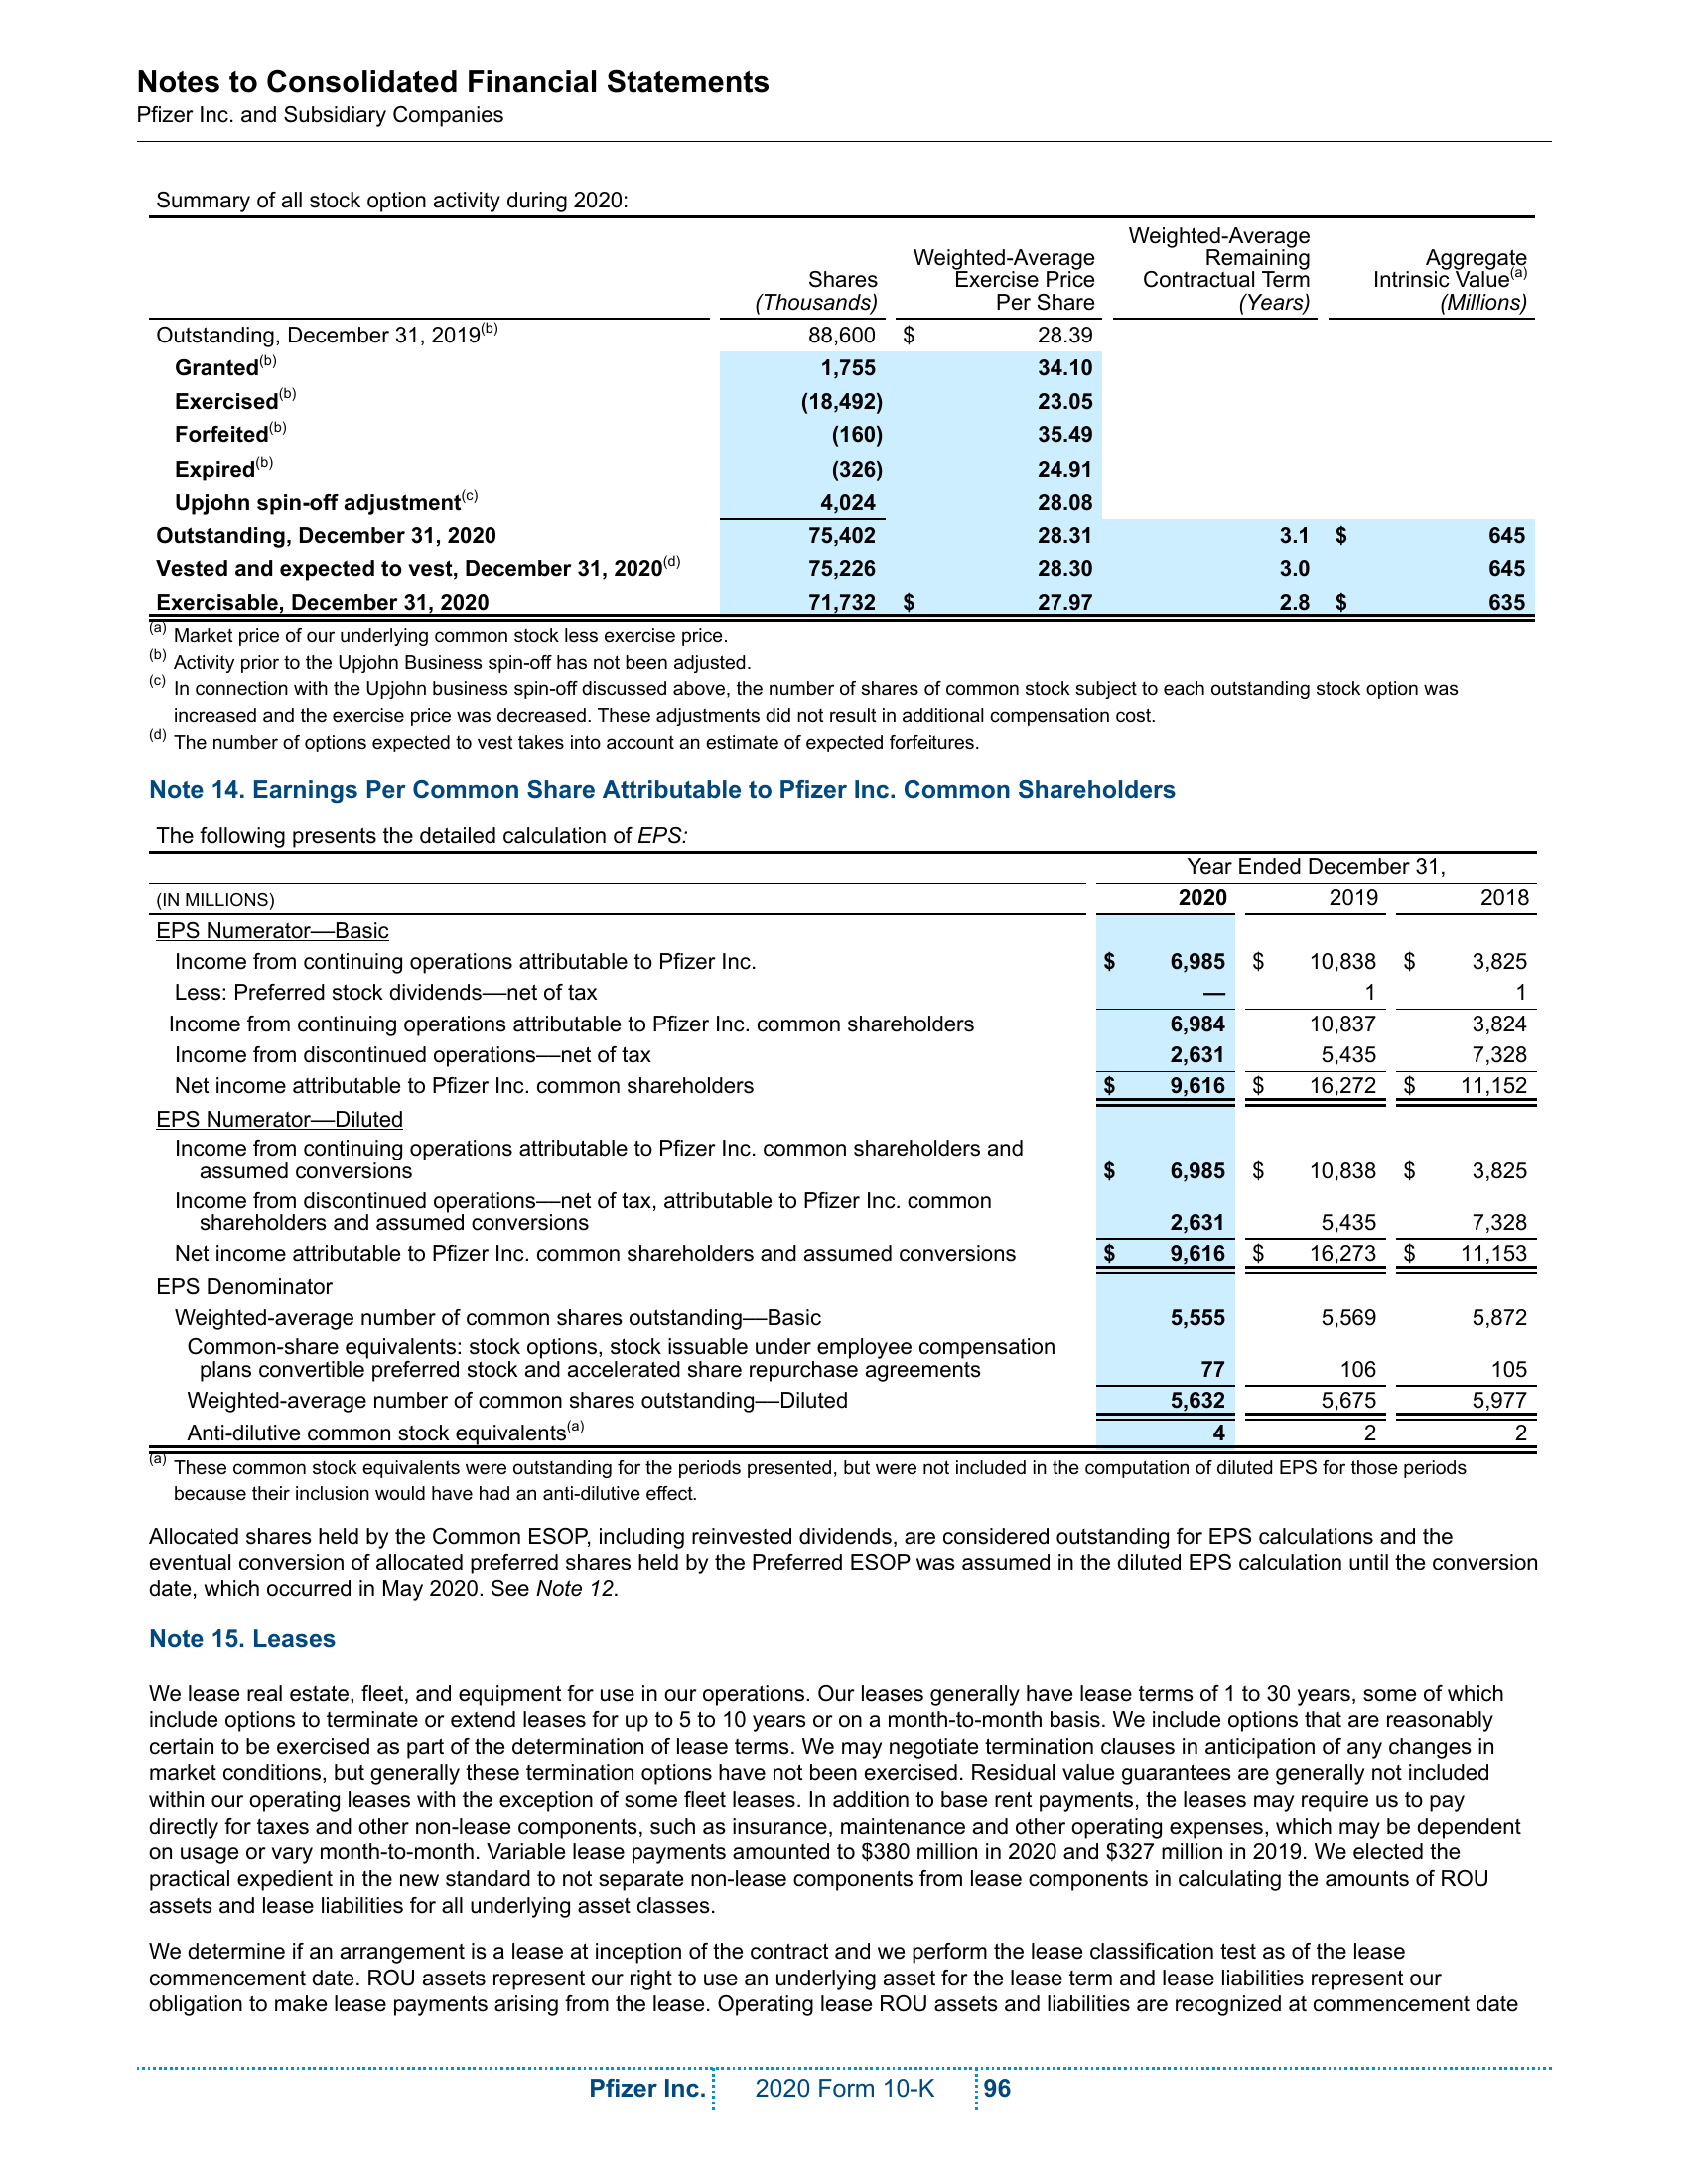 Notes to Consolidated Financial Statements
Pfizer Inc. and Subsidiary Companies
Summary of all stock option activity during 2020:
Shares (Thousands) Weighted-Average Exercise Price Per Share Weighted-Average Remaining Contractual Term (Years) Aggregate Intrinsic Value(a) (Millions)
Outstanding, December 31, 2019(b) 88,600 $ 28.39
Granted(b) 1,755 34.10
Exercised(b) (18,492) 23.05
Forfeited(b) (160) 35.49
Expired(b) (326) 24.91
Upjohn spin-off adjustment(c) 4,024 28.08
Outstanding, December 31, 2020 75,402 28.31 3.1 $ 645
Vested and expected to vest, December 31, 2020(d) 75,226 28.30 3.0 645
Exercisable, December 31, 2020 71,732 $ 27.97 2.8 $ 635
(a) Market price of our underlying common stock less exercise price.
(b) Activity prior to the Upjohn Business spin-off has not been adjusted.
(c) In connection with the Upjohn business spin-off discussed above, the number of shares of common stock subject to each outstanding stock option was
increased and the exercise price was decreased. These adjustments did not result in additional compensation cost.
(d) The number of options expected to vest takes into account an estimate of expected forfeitures.
Note 14. Earnings Per Common Share Attributable to Pfizer Inc. Common Shareholders
The following presents the detailed calculation of EPS:
Year Ended December 31,
(IN MILLIONS) 2020 2019 2018
EPS Numerator—Basic
Income from continuing operations attributable to Pfizer Inc. $ 6,985 $ 10,838 $ 3,825
Less: Preferred stock dividends—net of tax — 1 1
Income from continuing operations attributable to Pfizer Inc. common shareholders 6,984 10,837 3,824
Income from discontinued operations—net of tax 2,631 5,435 7,328
Net income attributable to Pfizer Inc. common shareholders $ 9,616 $ 16,272 $ 11,152
EPS Numerator—Diluted
Income from continuing operations attributable to Pfizer Inc. common shareholders and
assumed conversions $ 6,985 $ 10,838 $ 3,825
Income from discontinued operations—net of tax, attributable to Pfizer Inc. common
shareholders and assumed conversions 2,631 5,435 7,328
Net income attributable to Pfizer Inc. common shareholders and assumed conversions $ 9,616 $ 16,273 $ 11,153
EPS Denominator
Weighted-average number of common shares outstanding—Basic 5,555 5,569 5,872
Common-share equivalents: stock options, stock issuable under employee compensation
plans convertible preferred stock and accelerated share repurchase agreements 77 106 105
Weighted-average number of common shares outstanding—Diluted 5,632 5,675 5,977
Anti-dilutive common stock equivalents(a) 4 2 2
(a) These common stock equivalents were outstanding for the periods presented, but were not included in the computation of diluted EPS for those periods
because their inclusion would have had an anti-dilutive effect.
Allocated shares held by the Common ESOP, including reinvested dividends, are considered outstanding for EPS calculations and the
eventual conversion of allocated preferred shares held by the Preferred ESOP was assumed in the diluted EPS calculation until the conversion
date, which occurred in May 2020. See Note 12.
Note 15. Leases
We lease real estate, fleet, and equipment for use in our operations. Our leases generally have lease terms of 1 to 30 years, some of which
include options to terminate or extend leases for up to 5 to 10 years or on a month-to-month basis. We include options that are reasonably
certain to be exercised as part of the determination of lease terms. We may negotiate termination clauses in anticipation of any changes in
market conditions, but generally these termination options have not been exercised. Residual value guarantees are generally not included
within our operating leases with the exception of some fleet leases. In addition to base rent payments, the leases may require us to pay
directly for taxes and other non-lease components, such as insurance, maintenance and other operating expenses, which may be dependent
on usage or vary month-to-month. Variable lease payments amounted to $380 million in 2020 and $327 million in 2019. We elected the
practical expedient in the new standard to not separate non-lease components from lease components in calculating the amounts of ROU
assets and lease liabilities for all underlying asset classes.
We determine if an arrangement is a lease at inception of the contract and we perform the lease classification test as of the lease
commencement date. ROU assets represent our right to use an underlying asset for the lease term and lease liabilities represent our
obligation to make lease payments arising from the lease. Operating lease ROU assets and liabilities are recognized at commencement date
Pfizer Inc. 2020 Form 10-K 96